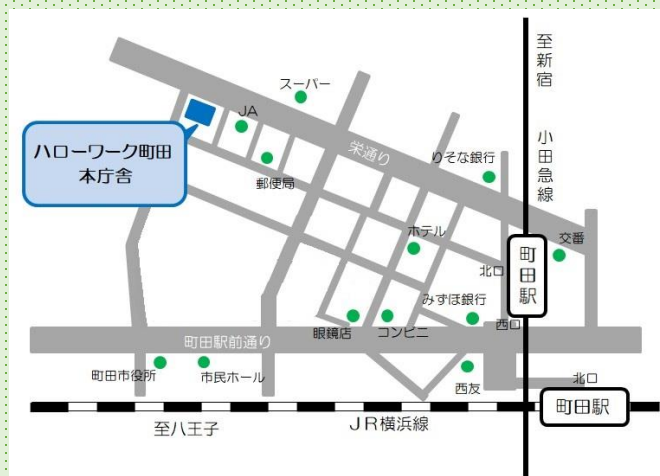 至新宿
小田急線
スーパー
JA
ハローワーク町田
本庁舎
栄通り
りそな銀行
郵便局
ホテル
交番
北口
町田駅
みずほ銀行
西口
眼鏡店
コンビニ
町田駅前通り
町田市役所
市民ホール
西友
北口
町田駅
至八王子
JR横浜線